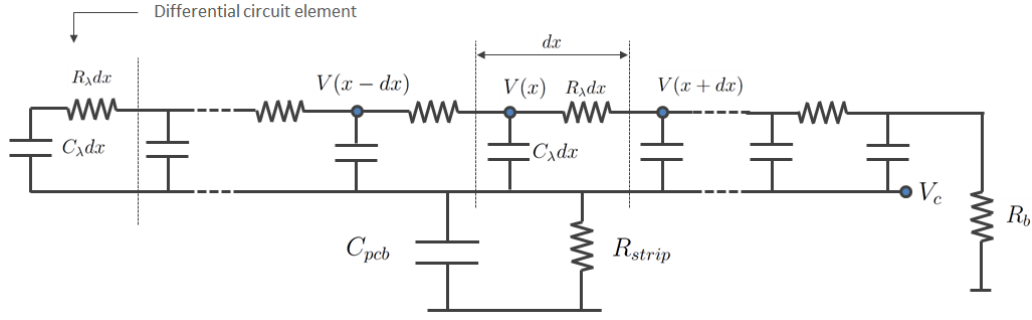 Differential circuit element
dx
R_λdx
V(x − dx)
V(x)
R_λdx
V(x + dx)
C_λdx
C_λdx
V_c
R_b
C_pcb
R_strip